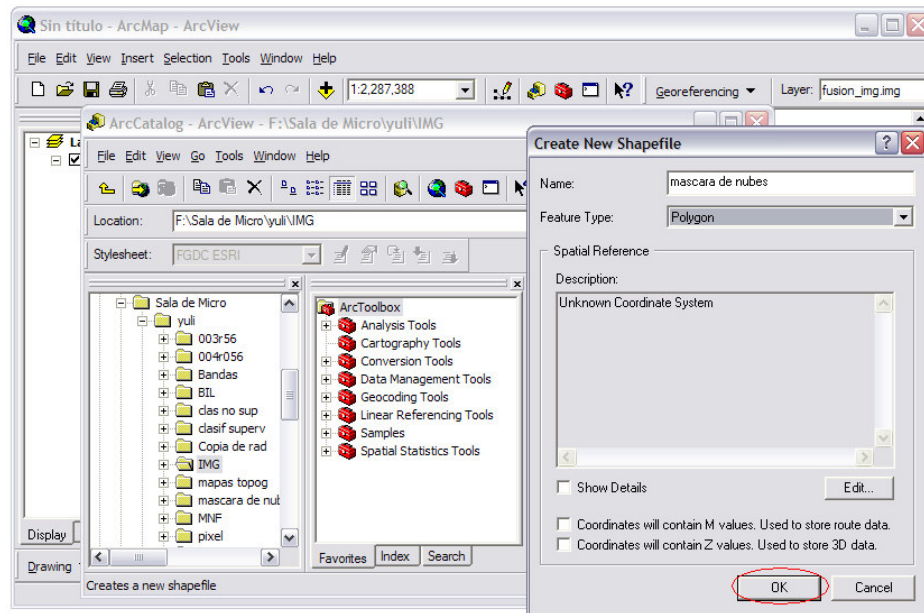 Sin título - ArcMap - ArcView
File Edit View Insert Selection Tools Window Help
1:2,287,388
Georeferencing
Layer: fusion_img.img
ArcCatalog - ArcView - F:\Sala de Micro\yuli\IMG
File Edit View Go Tools Window Help
Location: F:\Sala de Micro\yuli\IMG
Stylesheet: FGDC ESRI
Sala de Micro
yuli
003r56
004r056
Bandas
BIL
clas no sup
clasif superv
Copia de rad
IMG
mapas topog
mascara de nub
MNF
pixel
ArcToolbox
Analysis Tools
Cartography Tools
Conversion Tools
Data Management Tools
Geocoding Tools
Linear Referencing Tools
Samples
Spatial Statistics Tools
Favorites Index Search
Display
Drawing
Creates a new shapefile
Create New Shapefile
Name: mascara de nubes
Feature Type: Polygon
Spatial Reference
Description:
Unknown Coordinate System
Show Details
Edit...
Coordinates will contain M values. Used to store route data.
Coordinates will contain Z values. Used to store 3D data.
OK
Cancel